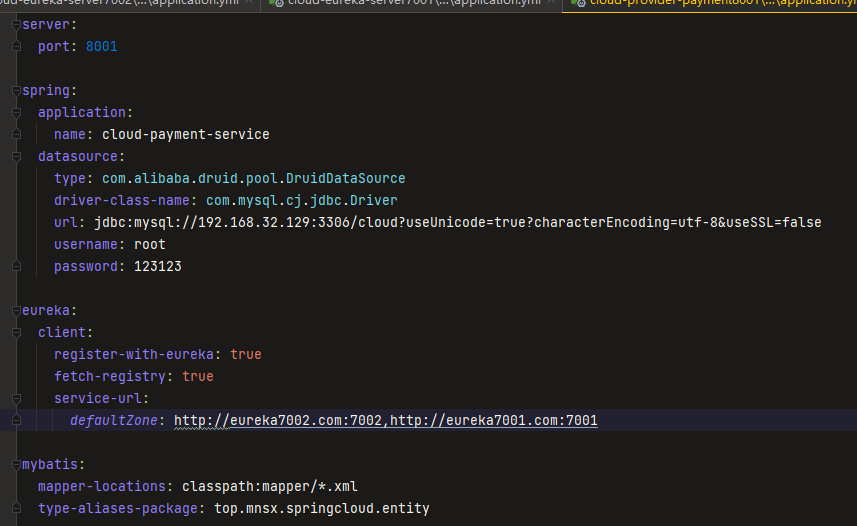 cloud-eureka-server7002\...\application.yml cloud-eureka-server7001\...\application.yml cloud-provider-payment8001\...\application.yml
server:
  port: 8001
spring:
  application:
    name: cloud-payment-service
  datasource:
    type: com.alibaba.druid.pool.DruidDataSource
    driver-class-name: com.mysql.cj.jdbc.Driver
    url: jdbc:mysql://192.168.32.129:3306/cloud?useUnicode=true?characterEncoding=utf-8&useSSL=false
    username: root
    password: 123123
eureka:
  client:
    register-with-eureka: true
    fetch-registry: true
    service-url:
      defaultZone: http://eureka7002.com:7002,http://eureka7001.com:7001
mybatis:
  mapper-locations: classpath:mapper/*.xml
  type-aliases-package: top.mnsx.springcloud.entity